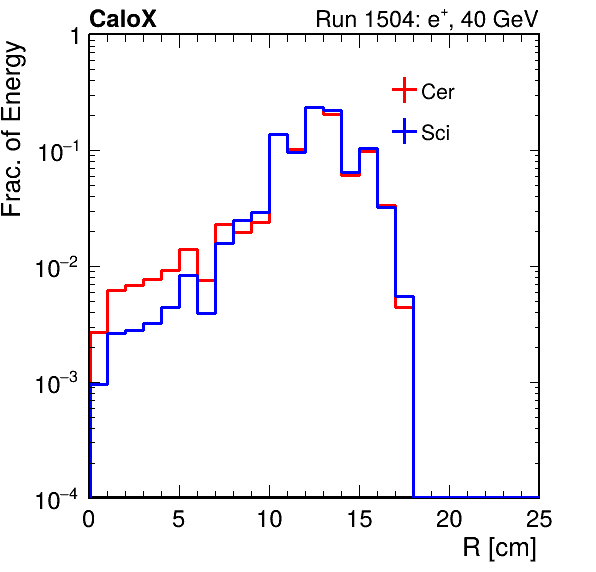 CaloX
Run 1504: e⁺, 40 GeV
Frac. of Energy
1
10⁻¹
10⁻²
10⁻³
10⁻⁴
Cer
Sci
0 5 10 15 20 25
R [cm]